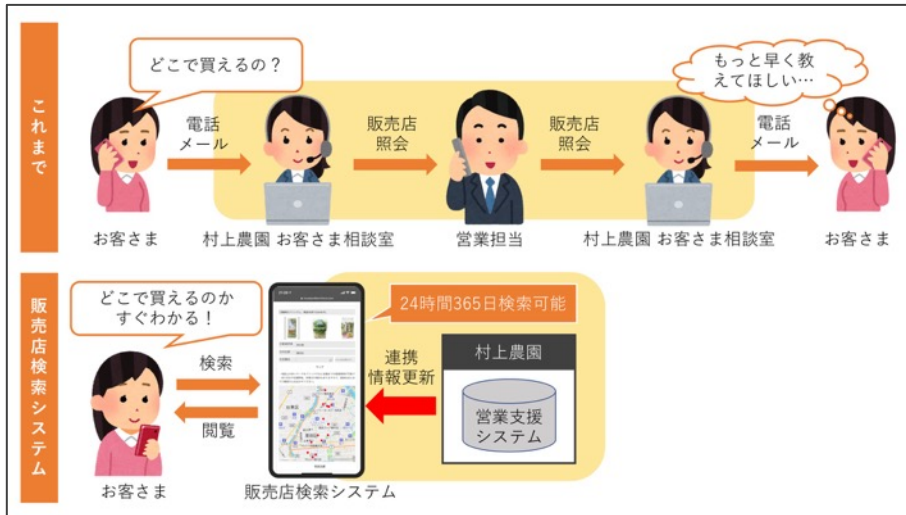 これまで
どこで買えるの？
もっと早く教
えてほしい…
電話
メール
販売店
照会
販売店
照会
電話
メール
お客さま
村上農園 お客さま相談室
営業担当
村上農園 お客さま相談室
お客さま
販売店検索システム
どこで買えるのか
すぐわかる！
24時間365日検索可能
検索
閲覧
連携
情報更新
村上農園
営業支援
システム
お客さま
販売店検索システム